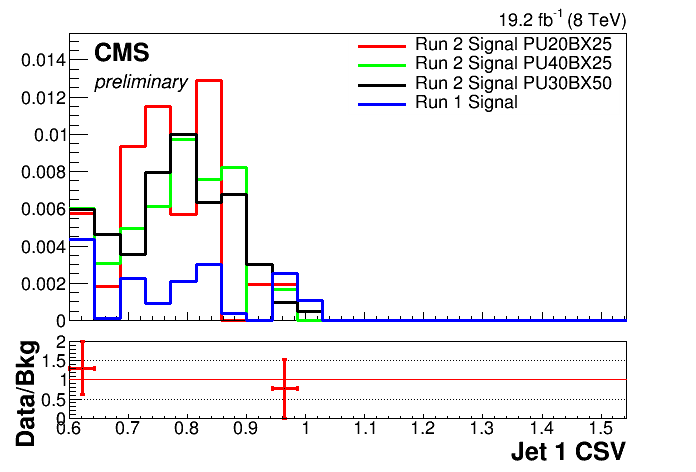 19.2 fb⁻¹ (8 TeV)
CMS
preliminary
Run 2 Signal PU20BX25
Run 2 Signal PU40BX25
Run 2 Signal PU30BX50
Run 1 Signal
0.014
0.012
0.01
0.008
0.006
0.004
0.002
0
Data/Bkg
2
1.5
1
0.5
0
0.6 0.7 0.8 0.9 1 1.1 1.2 1.3 1.4 1.5
Jet 1 CSV